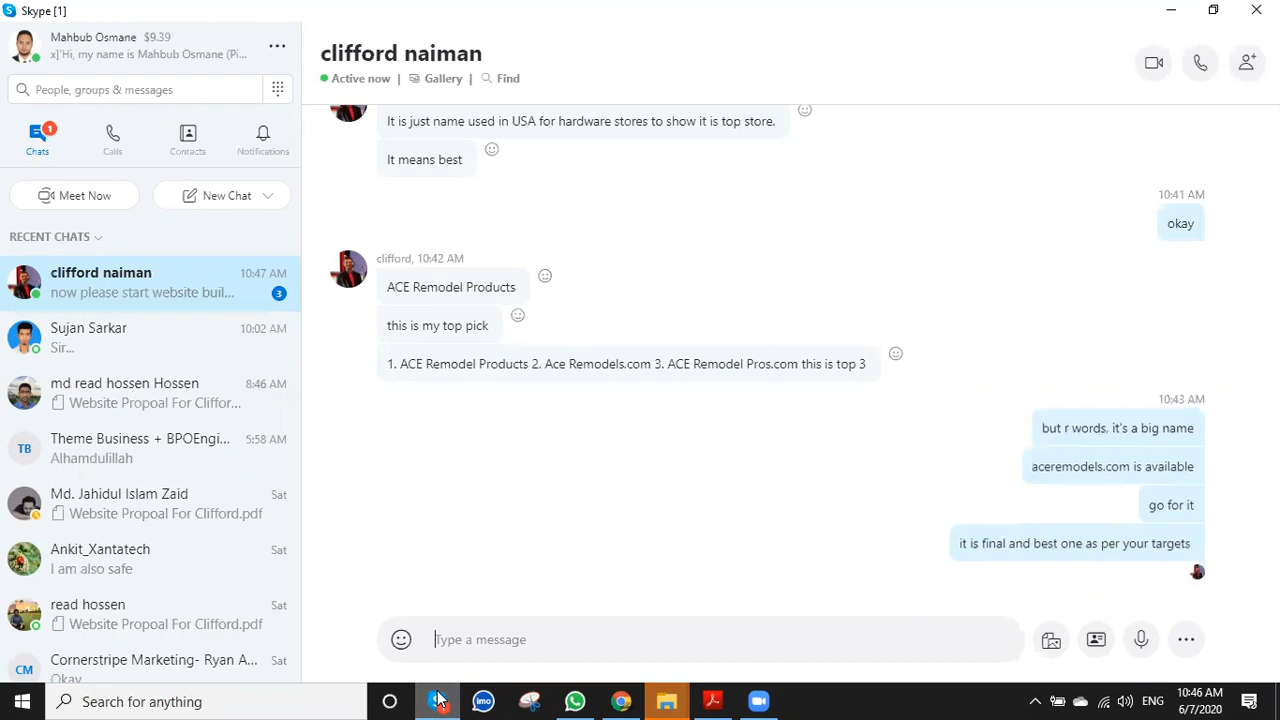 Skype [1]
Mahbub Osmane $9.39
x]'Hi, my name is Mahbub Osmane (Pi...
People, groups & messages
Chats 1
Calls
Contacts
Notifications
Meet Now
New Chat
RECENT CHATS
clifford naiman 10:47 AM
now please start website buil... 3
Sujan Sarkar 10:02 AM
Sir...
md read hossen Hossen 8:46 AM
Website Propoal For Cliffor...
TB
Theme Business + BPOEngi... 5:58 AM
Alhamdulillah
Md. Jahidul Islam Zaid Sat
Website Propoal For Clifford.pdf
Ankit_Xantatech Sat
I am also safe
read hossen Sat
Website Propoal For Clifford.pdf
CM
Cornerstripe Marketing- Ryan A... Sat
Okay
clifford naiman
Active now | Gallery | Find
It is just name used in USA for hardware stores to show it is top store.
It means best
10:41 AM
okay
clifford, 10:42 AM
ACE Remodel Products
this is my top pick
1. ACE Remodel Products 2. Ace Remodels.com 3. ACE Remodel Pros.com this is top 3
10:43 AM
but r words, it's a big name
aceremodels.com is available
go for it
it is final and best one as per your targets
Type a message
Search for anything
imo
ENG
10:46 AM
6/7/2020